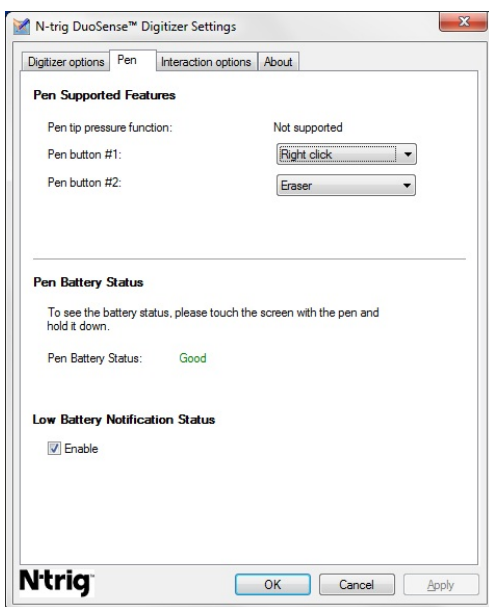 N-trig DuoSense™ Digitizer Settings
Digitizer options Pen Interaction options About
Pen Supported Features
Pen tip pressure function: Not supported
Pen button #1: Right click
Pen button #2: Eraser
Pen Battery Status
To see the battery status, please touch the screen with the pen and
hold it down.
Pen Battery Status: Good
Low Battery Notification Status
Enable
N-trig OK Cancel Apply